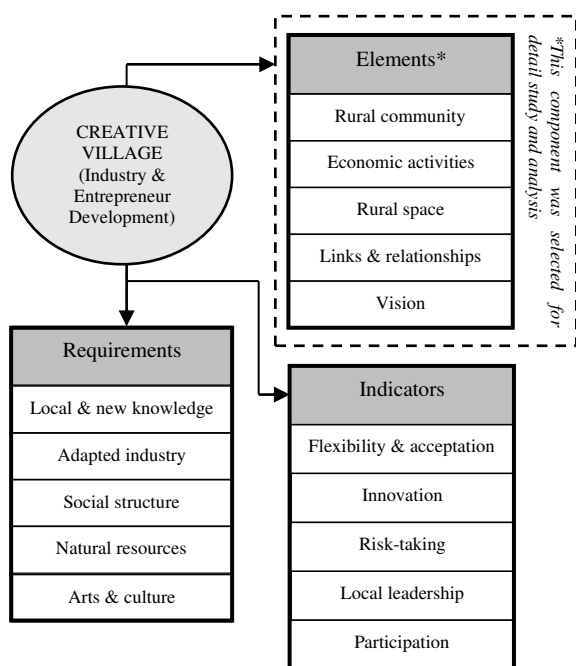 CREATIVE
VILLAGE
(Industry &
Entrepreneur
Development)
Elements*
Rural community
Economic activities
Rural space
Links & relationships
Vision
*This component was selected for
detail study and analysis
Requirements
Local & new knowledge
Adapted industry
Social structure
Natural resources
Arts & culture
Indicators
Flexibility & acceptation
Innovation
Risk-taking
Local leadership
Participation